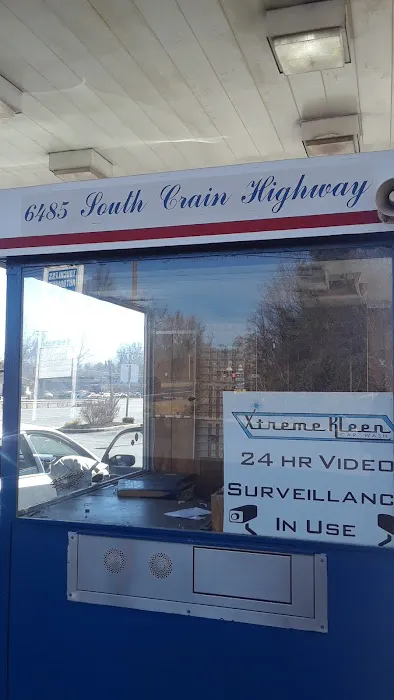 6485 South Crain Highway
Xtreme Kleen
CAR WASH
24 HR VIDEO
SURVEILLANC
IN USE